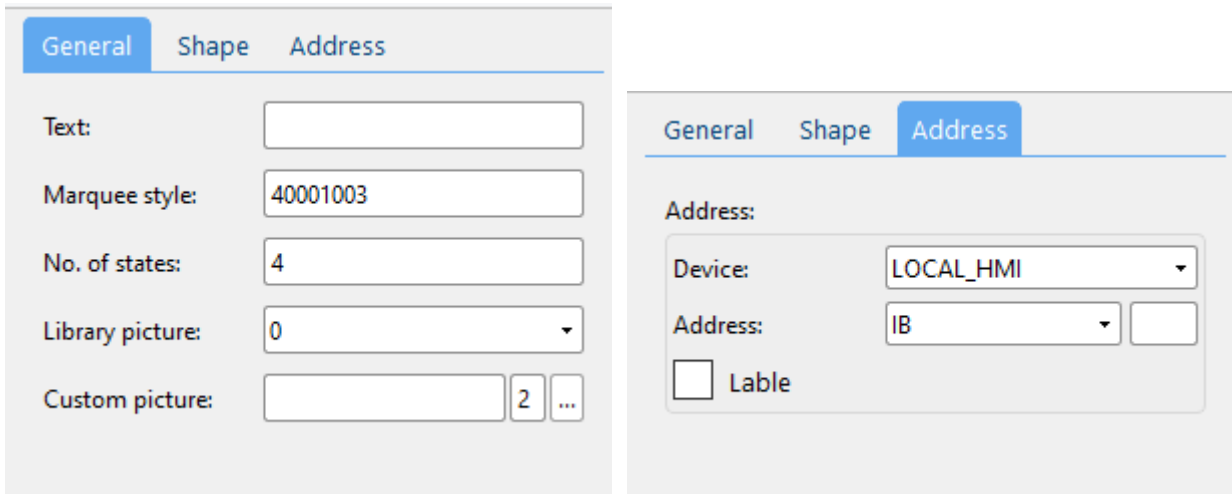 General Shape Address
Text:
Marquee style: 40001003
No. of states: 4
Library picture: 0
Custom picture: 2 ...
General Shape Address
Address:
Device: LOCAL_HMI
Address: IB
Lable